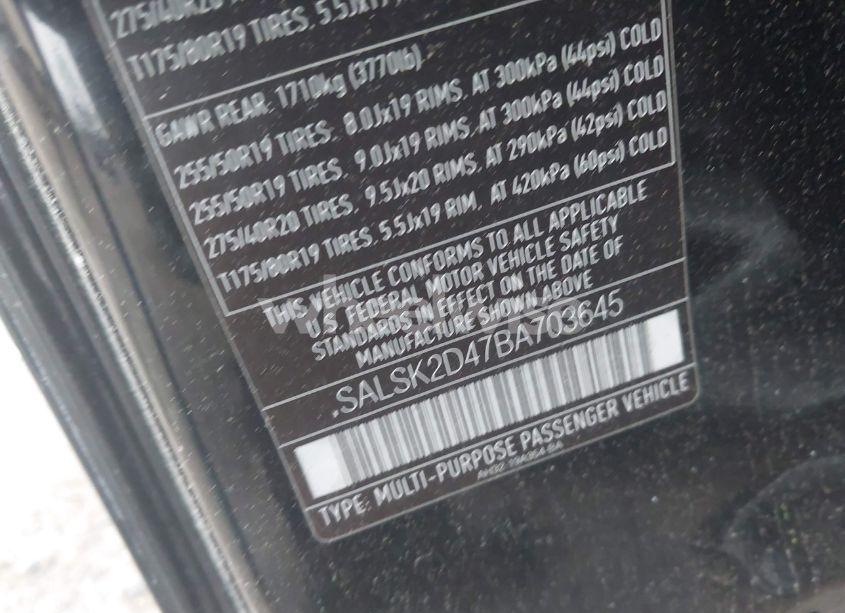 275/40R20 TIRES.
T175/80R19 TIRES. 5.5Jx19
GAWR REAR: 1710kg (3770lb)
255/50R19 TIRES. 8.0Jx19 RIMS. AT 300kPa (44psi) COLD
255/50R19 TIRES. 9.0Jx19 RIMS. AT 300kPa (44psi) COLD
275/40R20 TIRES. 9.5Jx20 RIMS. AT 290kPa (42psi) COLD
T175/80R19 TIRES. 5.5Jx19 RIM. AT 420kPa (60psi) COLD
THIS VEHICLE CONFORMS TO ALL APPLICABLE
U.S. FEDERAL MOTOR VEHICLE SAFETY
STANDARDS IN EFFECT ON THE DATE OF
MANUFACTURE SHOWN ABOVE
.SALSK2D47BA703645
TYPE: MULTI-PURPOSE PASSENGER VEHICLE